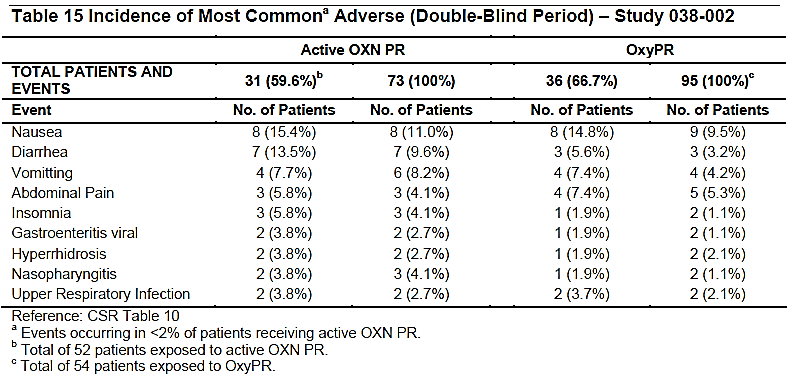 Table 15 Incidence of Most Commonᵃ Adverse (Double-Blind Period) – Study 038-002
Active OXN PR OxyPR
TOTAL PATIENTS AND EVENTS 31 (59.6%)ᵇ 73 (100%) 36 (66.7%) 95 (100%)ᶜ
Event No. of Patients No. of Patients No. of Patients No. of Patients
Nausea 8 (15.4%) 8 (11.0%) 8 (14.8%) 9 (9.5%)
Diarrhea 7 (13.5%) 7 (9.6%) 3 (5.6%) 3 (3.2%)
Vomitting 4 (7.7%) 6 (8.2%) 4 (7.4%) 4 (4.2%)
Abdominal Pain 3 (5.8%) 3 (4.1%) 4 (7.4%) 5 (5.3%)
Insomnia 3 (5.8%) 3 (4.1%) 1 (1.9%) 2 (1.1%)
Gastroenteritis viral 2 (3.8%) 2 (2.7%) 1 (1.9%) 2 (1.1%)
Hyperrhidrosis 2 (3.8%) 2 (2.7%) 1 (1.9%) 2 (2.1%)
Nasopharyngitis 2 (3.8%) 3 (4.1%) 1 (1.9%) 2 (1.1%)
Upper Respiratory Infection 2 (3.8%) 2 (2.7%) 2 (3.7%) 2 (2.1%)
Reference: CSR Table 10
ᵃ Events occurring in <2% of patients receiving active OXN PR.
ᵇ Total of 52 patients exposed to active OXN PR.
ᶜ Total of 54 patients exposed to OxyPR.